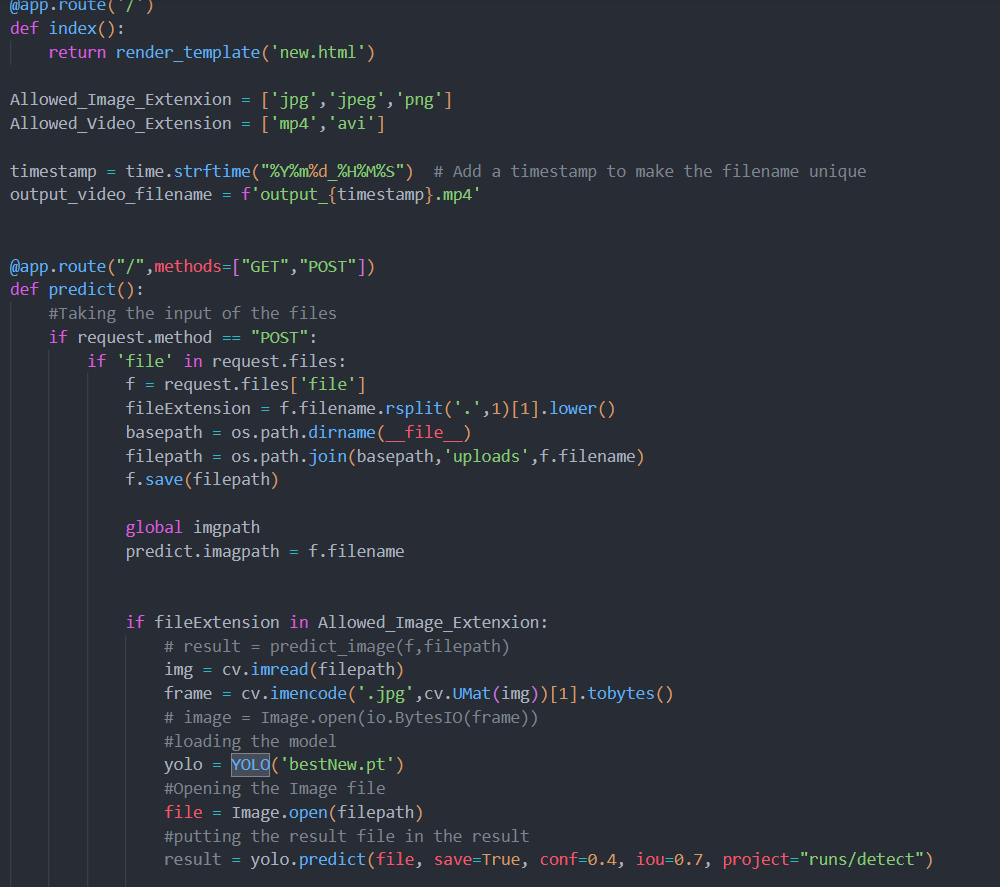 @app.route('/')
def index():
    return render_template('new.html')
Allowed_Image_Extenxion = ['jpg','jpeg','png']
Allowed_Video_Extension = ['mp4','avi']
timestamp = time.strftime("%Y%m%d_%H%M%S")  # Add a timestamp to make the filename unique
output_video_filename = f'output_{timestamp}.mp4'
@app.route("/",methods=["GET","POST"])
def predict():
    #Taking the input of the files
    if request.method == "POST":
        if 'file' in request.files:
            f = request.files['file']
            fileExtension = f.filename.rsplit('.',1)[1].lower()
            basepath = os.path.dirname(__file__)
            filepath = os.path.join(basepath,'uploads',f.filename)
            f.save(filepath)
            global imgpath
            predict.imagpath = f.filename
            if fileExtension in Allowed_Image_Extenxion:
                # result = predict_image(f,filepath)
                img = cv.imread(filepath)
                frame = cv.imencode('.jpg',cv.UMat(img))[1].tobytes()
                # image = Image.open(io.BytesIO(frame))
                #loading the model
                yolo = YOLO('bestNew.pt')
                #Opening the Image file
                file = Image.open(filepath)
                #putting the result file in the result
                result = yolo.predict(file, save=True, conf=0.4, iou=0.7, project="runs/detect")